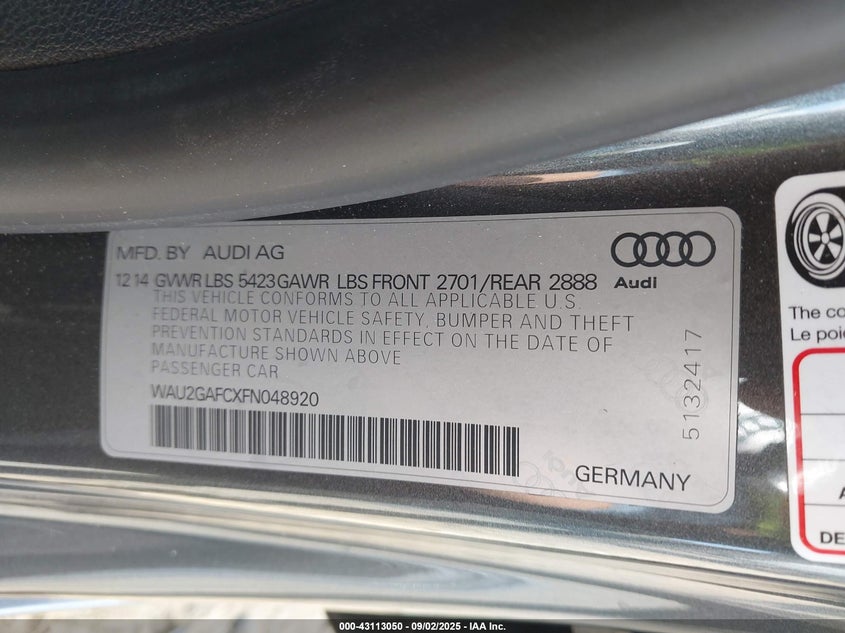 MFD. BY AUDI AG
Audi
12 14 GVWR LBS 5423 GAWR LBS FRONT 2701/REAR 2888
THIS VEHICLE CONFORMS TO ALL APPLICABLE U.S.
FEDERAL MOTOR VEHICLE SAFETY, BUMPER AND THEFT
PREVENTION STANDARDS IN EFFECT ON THE DATE OF
MANUFACTURE SHOWN ABOVE
PASSENGER CAR
WAU2GAFCXFN048920
GERMANY
5132417
The co
Le poi
A
DE
000-43113050 - 09/02/2025 - IAA Inc.